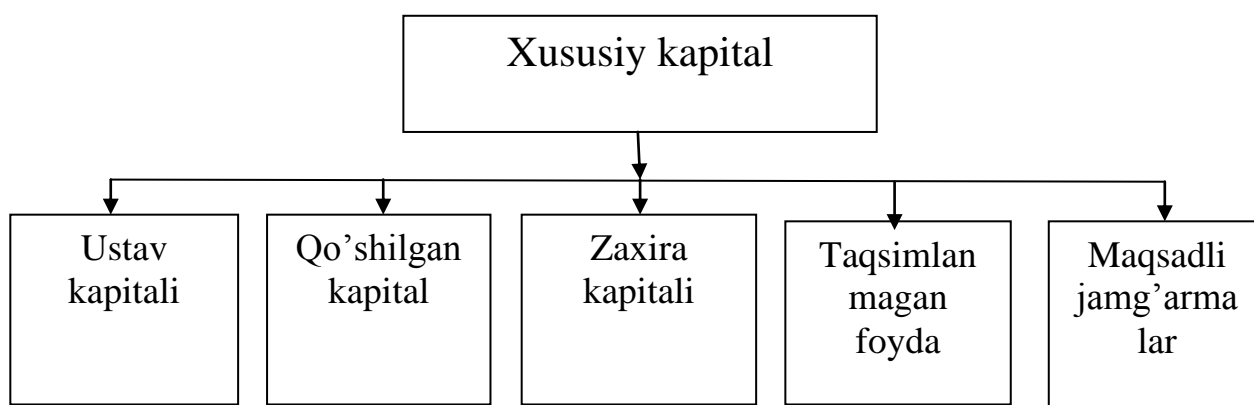 Xususiy kapital
Ustav
kapitali
Qo’shilgan
kapital
Zaxira
kapitali
Taqsimlan
magan
foyda
Maqsadli
jamg’arma
lar